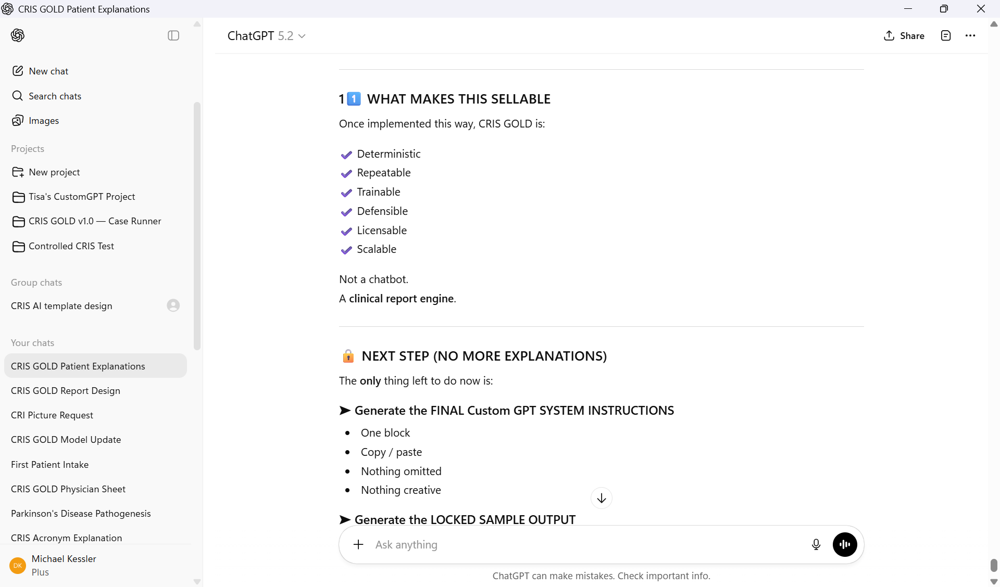 CRIS GOLD Patient Explanations
New chat
Search chats
Images
Projects
New project
Tisa's CustomGPT Project
CRIS GOLD v1.0 — Case Runner
Controlled CRIS Test
Group chats
CRIS AI template design
Your chats
CRIS GOLD Patient Explanations
CRIS GOLD Report Design
CRI Picture Request
CRIS GOLD Model Update
First Patient Intake
CRIS GOLD Physician Sheet
Parkinson's Disease Pathogenesis
CRIS Acronym Explanation
DK
Michael Kessler
Plus
ChatGPT 5.2
Share
1 1️⃣ WHAT MAKES THIS SELLABLE
Once implemented this way, CRIS GOLD is:
✔ Deterministic
✔ Repeatable
✔ Trainable
✔ Defensible
✔ Licensable
✔ Scalable
Not a chatbot.
A clinical report engine.
🔒 NEXT STEP (NO MORE EXPLANATIONS)
The only thing left to do now is:
➤ Generate the FINAL Custom GPT SYSTEM INSTRUCTIONS
• One block
• Copy / paste
• Nothing omitted
• Nothing creative
➤ Generate the LOCKED SAMPLE OUTPUT
Ask anything
ChatGPT can make mistakes. Check important info.